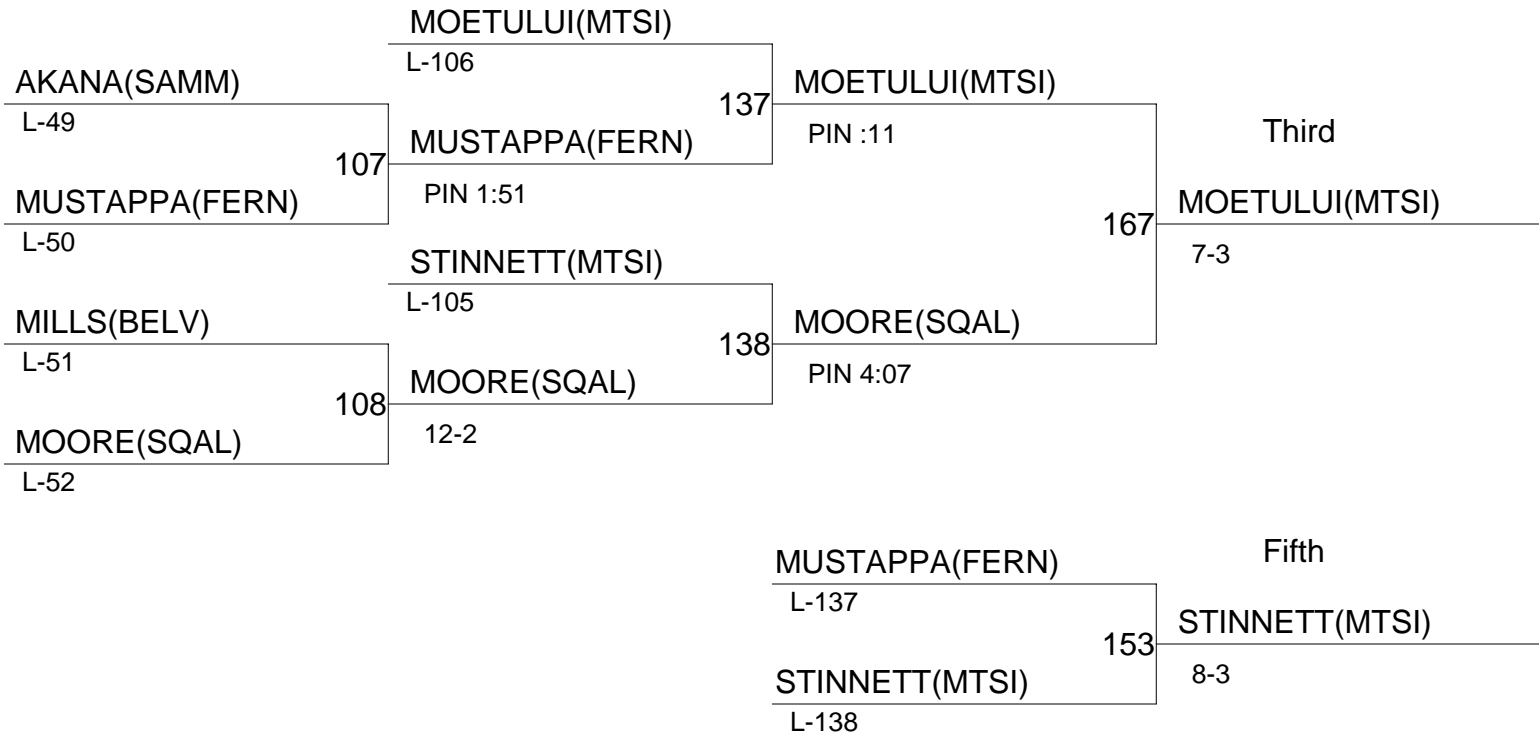 MOETULUI(MTSI)
L-106
AKANA(SAMM)
L-49
137
MOETULUI(MTSI)
PIN :11
Third
107
MUSTAPPA(FERN)
PIN 1:51
MUSTAPPA(FERN)
L-50
167
MOETULUI(MTSI)
7-3
STINNETT(MTSI)
L-105
MILLS(BELV)
L-51
138
MOORE(SQAL)
PIN 4:07
108
MOORE(SQAL)
12-2
MOORE(SQAL)
L-52
Fifth
MUSTAPPA(FERN)
L-137
153
STINNETT(MTSI)
8-3
STINNETT(MTSI)
L-138